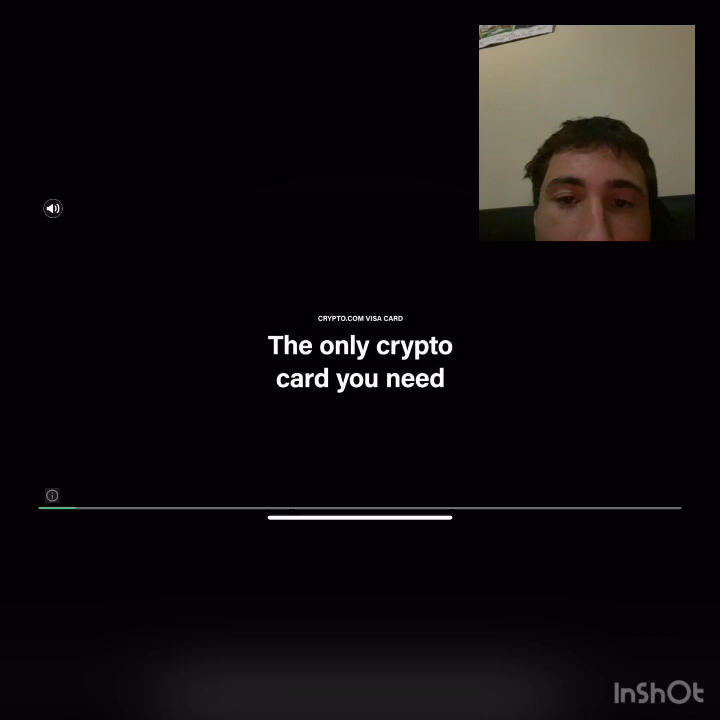 CRYPTO.COM VISA CARD
The only crypto
card you need
InShOt